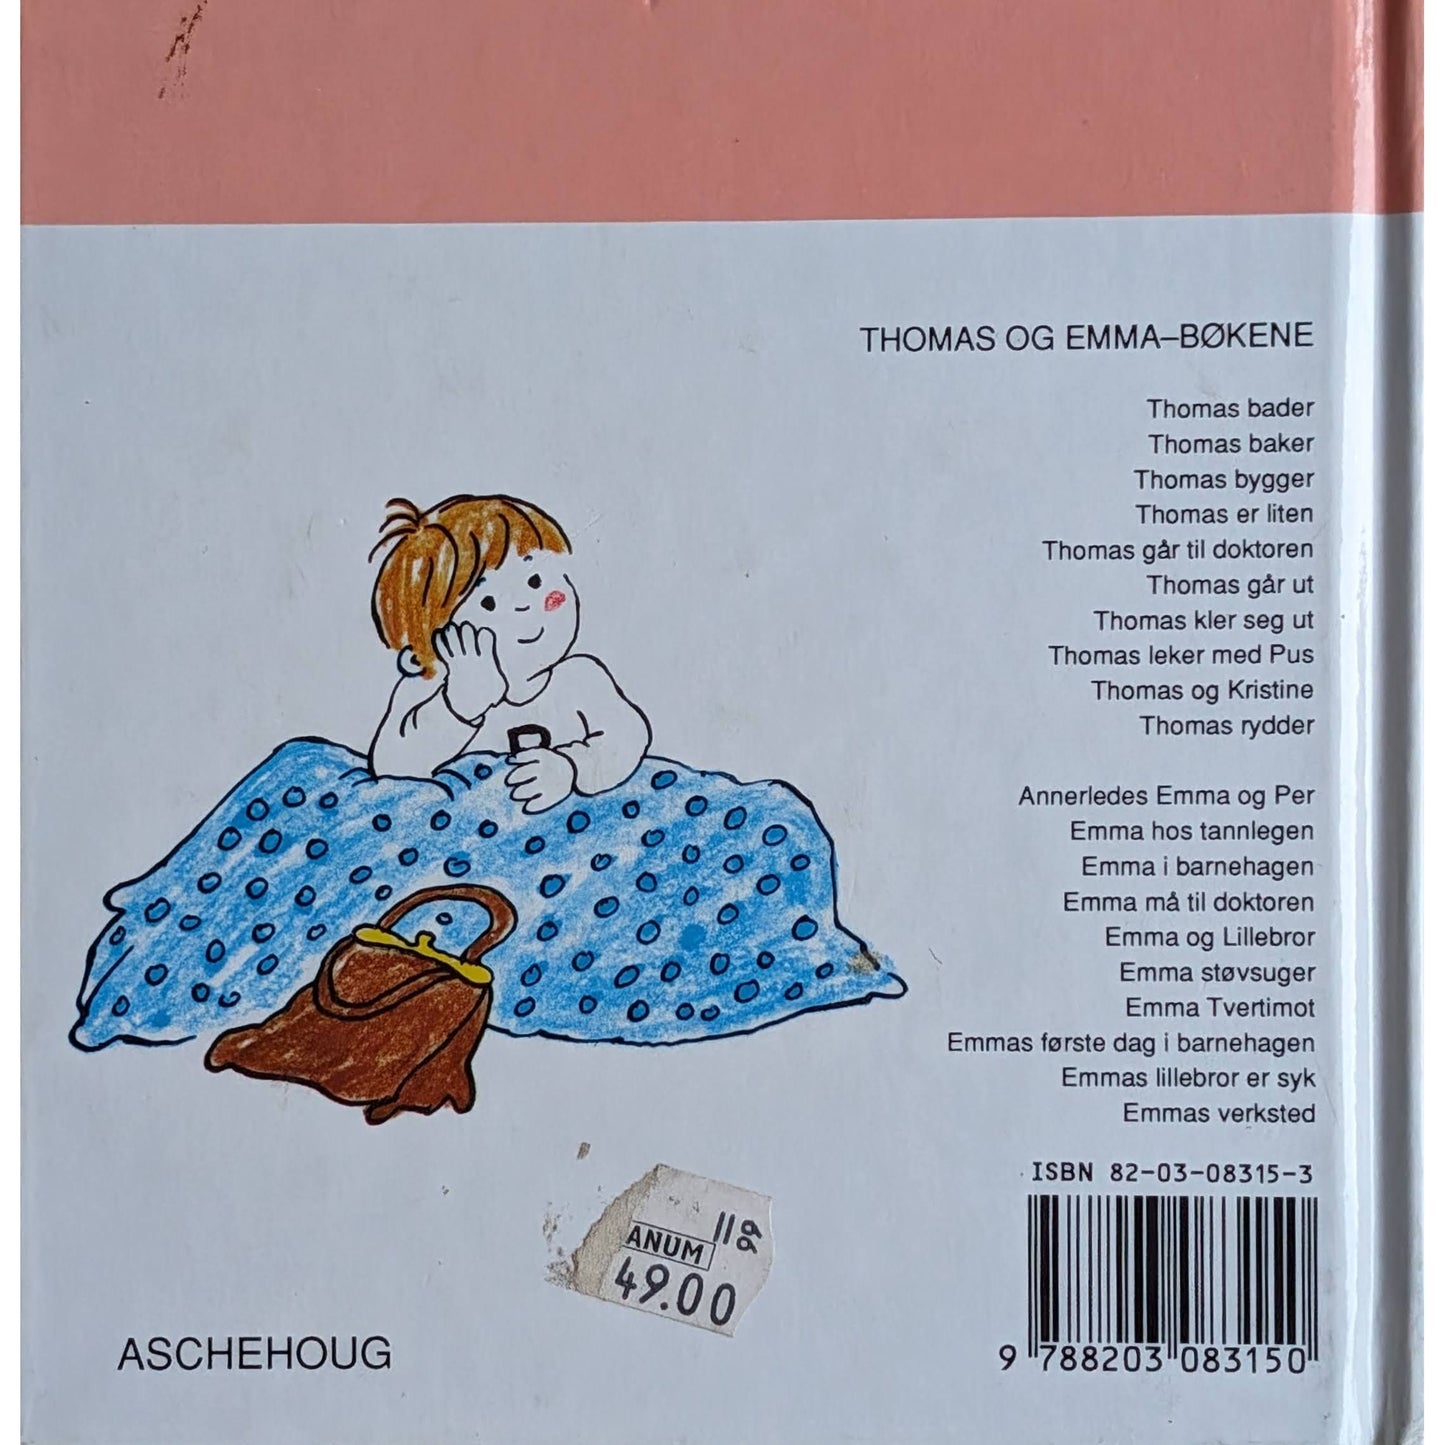 THOMAS OG EMMA–BØKENE
Thomas bader
Thomas baker
Thomas bygger
Thomas er liten
Thomas går til doktoren
Thomas går ut
Thomas kler seg ut
Thomas leker med Pus
Thomas og Kristine
Thomas rydder
Annerledes Emma og Per
Emma hos tannlegen
Emma i barnehagen
Emma må til doktoren
Emma og Lillebror
Emma støvsuger
Emma Tvertimot
Emmas første dag i barnehagen
Emmas lillebror er syk
Emmas verksted
ISBN 82-03-08315-3
9 788203 083150
ANUM
49.00
ASCHEHOUG